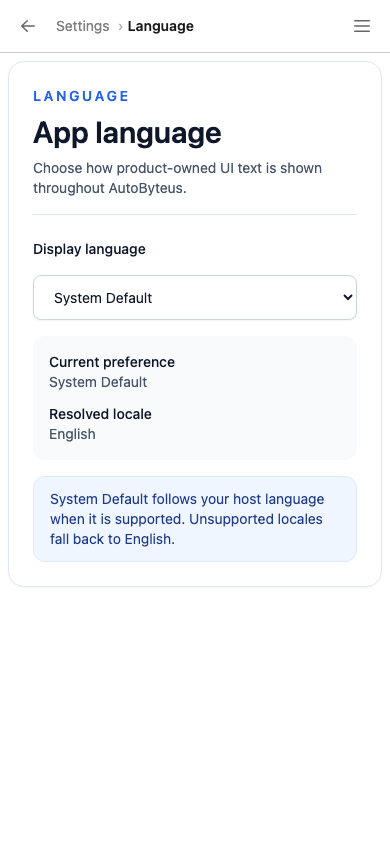 Settings › Language
LANGUAGE
App language
Choose how product-owned UI text is shown
throughout AutoByteus.
Display language
System Default
Current preference
System Default
Resolved locale
English
System Default follows your host language
when it is supported. Unsupported locales
fall back to English.